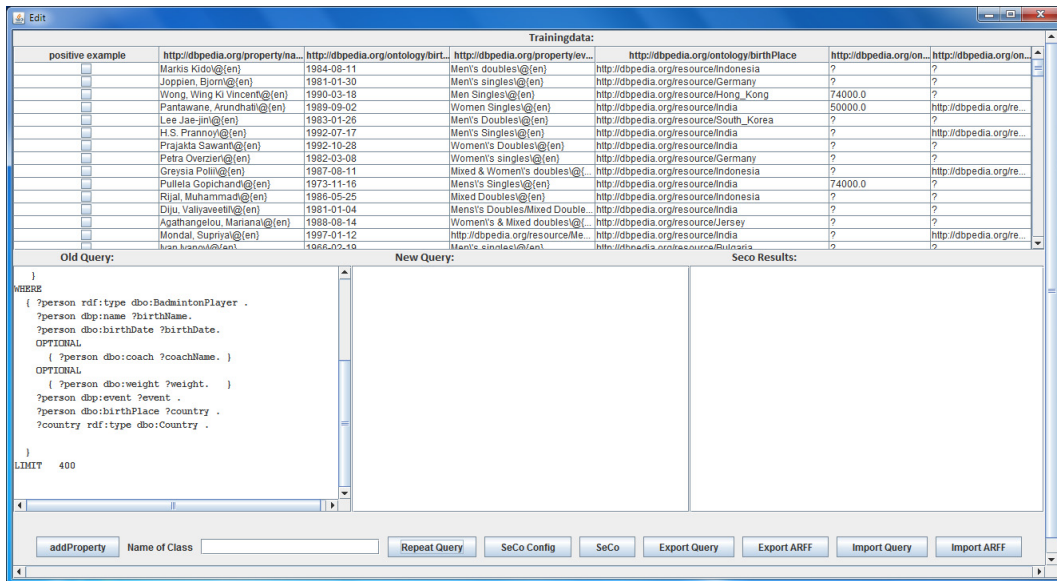 Edit
Trainingdata:
positive example http://dbpedia.org/property/na... http://dbpedia.org/ontology/birt... http://dbpedia.org/property/ev... http://dbpedia.org/ontology/birthPlace http://dbpedia.org/on... http://dbpedia.org/on...
Markis Kido\@{en} 1984-08-11 Men\'s doubles\@{en} http://dbpedia.org/resource/Indonesia ? ?
Joppien, Bjorn\@{en} 1981-01-30 Men\'s singles\@{en} http://dbpedia.org/resource/Germany ? ?
Wong, Wing Ki Vincent\@{en} 1990-03-18 Men Singles\@{en} http://dbpedia.org/resource/Hong_Kong 74000.0 ?
Pantawane, Arundhati\@{en} 1989-09-02 Women Singles\@{en} http://dbpedia.org/resource/India 50000.0 http://dbpedia.org/re...
Lee Jae-jin\@{en} 1983-01-26 Men\'s Doubles\@{en} http://dbpedia.org/resource/South_Korea ? ?
H.S. Prannoy\@{en} 1992-07-17 Men\'s Singles\@{en} http://dbpedia.org/resource/India ? http://dbpedia.org/re...
Prajakta Sawant\@{en} 1992-10-28 Women\'s Doubles\@{en} http://dbpedia.org/resource/India ? ?
Petra Overzier\@{en} 1982-03-08 Women\'s singles\@{en} http://dbpedia.org/resource/Germany ? ?
Greysia Polii\@{en} 1987-08-11 Mixed & Women\'s doubles\@{... http://dbpedia.org/resource/Indonesia ? http://dbpedia.org/re...
Pullela Gopichand\@{en} 1973-11-16 Mens\'s Singles\@{en} http://dbpedia.org/resource/India 74000.0 ?
Rijal, Muhammad\@{en} 1986-05-25 Mixed Doubles\@{en} http://dbpedia.org/resource/Indonesia ? ?
Diju, Valiyaveetil\@{en} 1981-01-04 Mens\'s Doubles/Mixed Double... http://dbpedia.org/resource/India ? ?
Agathangelou, Mariana\@{en} 1988-08-14 Women\'s & Mixed doubles\@{... http://dbpedia.org/resource/Jersey ? ?
Mondal, Supriya\@{en} 1997-01-12 http://dbpedia.org/resource/Me... http://dbpedia.org/resource/India ? http://dbpedia.org/re...
Ivan Ivanov\@{en} 1966-02-19 Men\'s singles\@{en} http://dbpedia.org/resource/Bulgaria ? ?
Old Query: New Query: Seco Results:
}
WHERE
{ ?person rdf:type dbo:BadmintonPlayer .
?person dbp:name ?birthName.
?person dbo:birthDate ?birthDate.
OPTIONAL
{ ?person dbo:coach ?coachName. }
OPTIONAL
{ ?person dbo:weight ?weight. }
?person dbp:event ?event .
?person dbo:birthPlace ?country .
?country rdf:type dbo:Country .
}
LIMIT 400
addProperty Name of Class Repeat Query SeCo Config SeCo Export Query Export ARFF Import Query Import ARFF